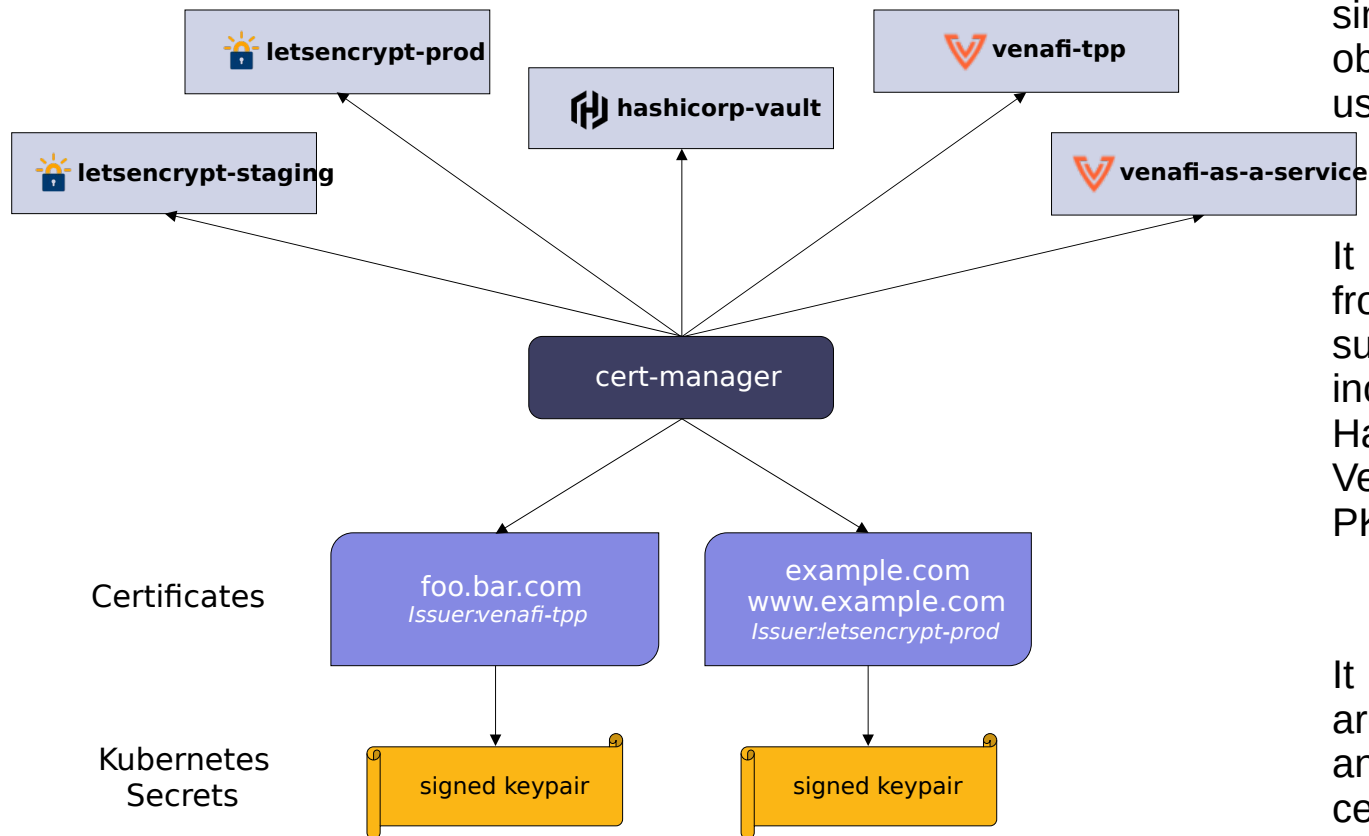 letsencrypt-prod
hashicorp-vault
venafi-tpp
letsencrypt-staging
venafi-as-a-service
cert-manager
Certificates
foo.bar.com
Issuer:venafi-tpp
example.com
www.example.com
Issuer:letsencrypt-prod
Kubernetes
Secrets
signed keypair
signed keypair
It
It